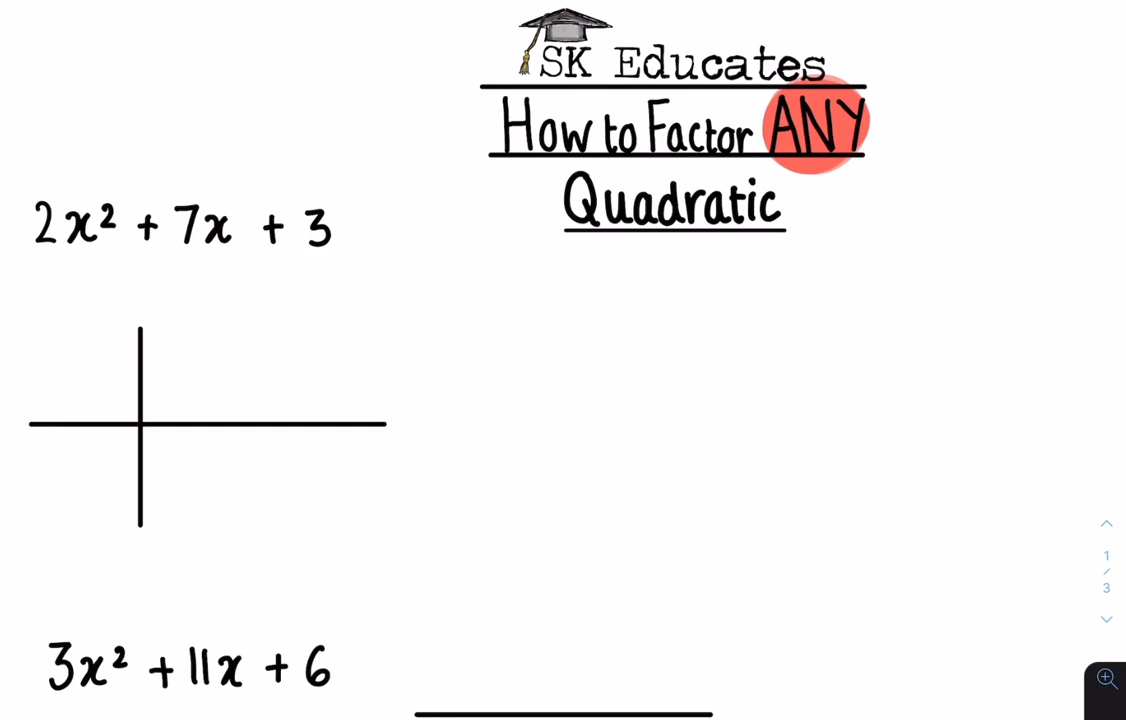 SK Educates
How to Factor ANY
Quadratic
2x² + 7x + 3
3x² + 11x + 6
1
/
3